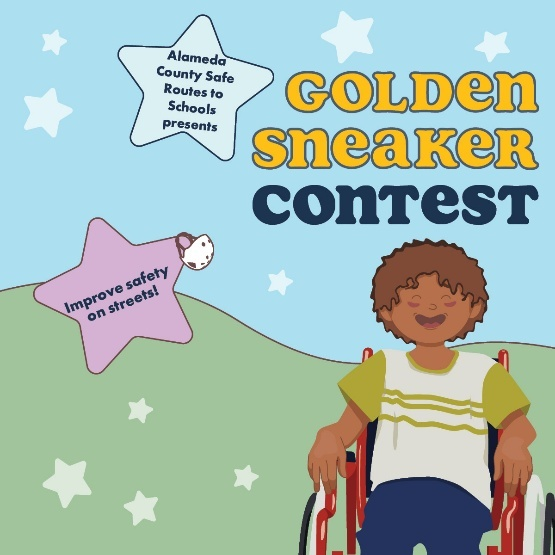 Alameda
County Safe
Routes to
Schools
presents
GOLDEN
SNEAKER
CONTEST
Improve safety
on streets!